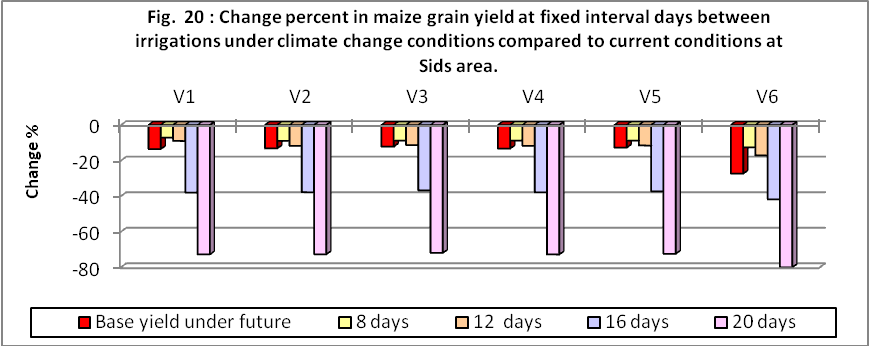 Fig. 20 : Change percent in maize grain yield at fixed interval days between
irrigations under climate change conditions compared to current conditions at
Sids area.
V1 V2 V3 V4 V5 V6
0
-20
-40
-60
-80
Change %
Base yield under future 8 days 12 days 16 days 20 days